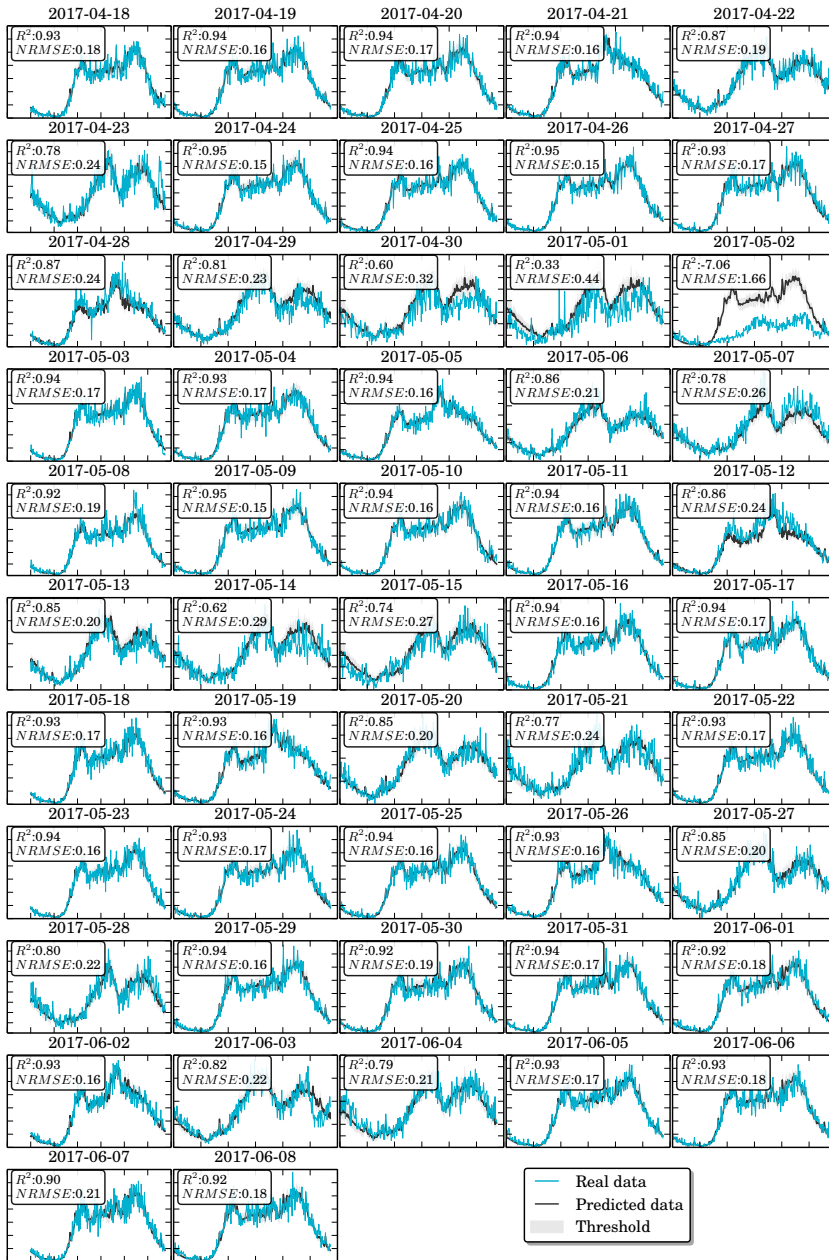 2017-04-18
R²:0.93
NRMSE:0.18
2017-04-19
R²:0.94
NRMSE:0.16
2017-04-20
R²:0.94
NRMSE:0.17
2017-04-21
R²:0.94
NRMSE:0.16
2017-04-22
R²:0.87
NRMSE:0.19
2017-04-23
R²:0.78
NRMSE:0.24
2017-04-24
R²:0.95
NRMSE:0.15
2017-04-25
R²:0.94
NRMSE:0.16
2017-04-26
R²:0.95
NRMSE:0.15
2017-04-27
R²:0.93
NRMSE:0.17
2017-04-28
R²:0.87
NRMSE:0.24
2017-04-29
R²:0.81
NRMSE:0.23
2017-04-30
R²:0.60
NRMSE:0.32
2017-05-01
R²:0.33
NRMSE:0.44
2017-05-02
R²:-7.06
NRMSE:1.66
2017-05-03
R²:0.94
NRMSE:0.17
2017-05-04
R²:0.93
NRMSE:0.17
2017-05-05
R²:0.94
NRMSE:0.16
2017-05-06
R²:0.86
NRMSE:0.21
2017-05-07
R²:0.78
NRMSE:0.26
2017-05-08
R²:0.92
NRMSE:0.19
2017-05-09
R²:0.95
NRMSE:0.15
2017-05-10
R²:0.94
NRMSE:0.16
2017-05-11
R²:0.94
NRMSE:0.16
2017-05-12
R²:0.86
NRMSE:0.24
2017-05-13
R²:0.85
NRMSE:0.20
2017-05-14
R²:0.62
NRMSE:0.29
2017-05-15
R²:0.74
NRMSE:0.27
2017-05-16
R²:0.94
NRMSE:0.16
2017-05-17
R²:0.94
NRMSE:0.17
2017-05-18
R²:0.93
NRMSE:0.17
2017-05-19
R²:0.93
NRMSE:0.16
2017-05-20
R²:0.85
NRMSE:0.20
2017-05-21
R²:0.77
NRMSE:0.24
2017-05-22
R²:0.93
NRMSE:0.17
2017-05-23
R²:0.94
NRMSE:0.16
2017-05-24
R²:0.93
NRMSE:0.17
2017-05-25
R²:0.94
NRMSE:0.16
2017-05-26
R²:0.93
NRMSE:0.16
2017-05-27
R²:0.85
NRMSE:0.20
2017-05-28
R²:0.80
NRMSE:0.22
2017-05-29
R²:0.94
NRMSE:0.16
2017-05-30
R²:0.92
NRMSE:0.19
2017-05-31
R²:0.94
NRMSE:0.17
2017-06-01
R²:0.92
NRMSE:0.18
2017-06-02
R²:0.93
NRMSE:0.16
2017-06-03
R²:0.82
NRMSE:0.22
2017-06-04
R²:0.79
NRMSE:0.21
2017-06-05
R²:0.93
NRMSE:0.17
2017-06-06
R²:0.93
NRMSE:0.18
2017-06-07
R²:0.90
NRMSE:0.21
2017-06-08
R²:0.92
NRMSE:0.18
Real data
Predicted data
Threshold